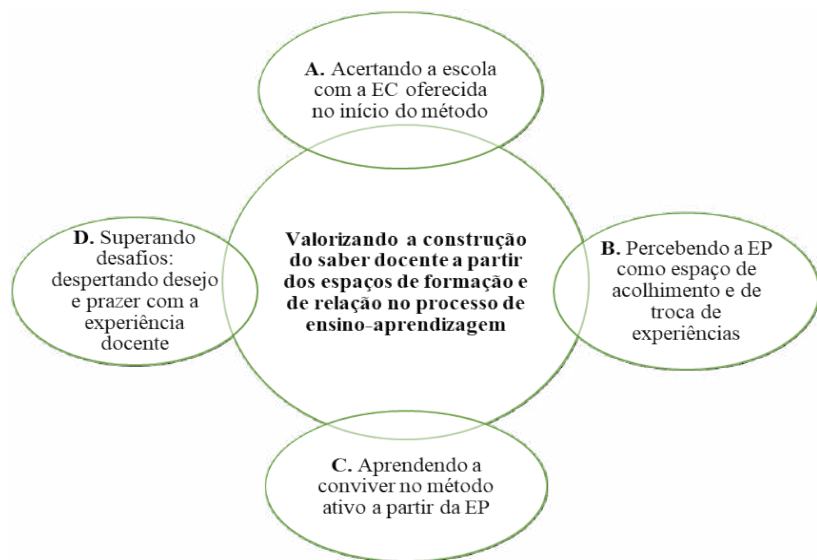 A. Acertando a escola
com a EC oferecida
no início do método
D. Superando
desafios:
despertando desejo
e prazer com a
experiência
docente
Valorizando a construção
do saber docente a partir
dos espaços de formação e
de relação no processo de
ensino-aprendizagem
B. Percebendo a EP
como espaço de
acolhimento e de
troca de
experiências
C. Aprendendo a
conviver no método
ativo a partir da EP